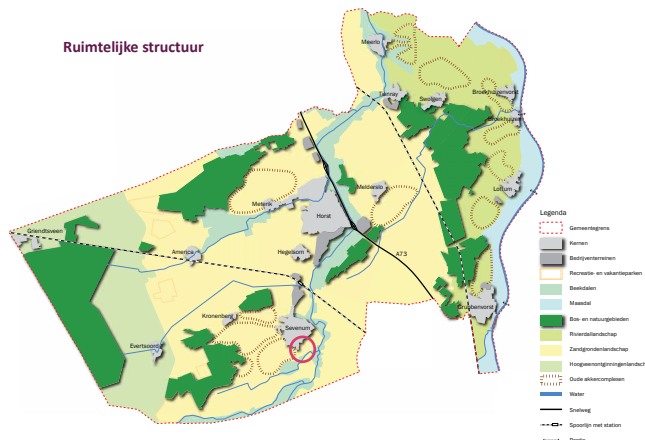 Ruimtelijke structuur
Meerlo
Tienray
Swolgen
Broekhuizenvorst
Broekhuizen
Melderslo
Lottum
Meterik
Horst
Griendtsveen
America
Hegelsom
A73
Kronenberg
Grubbenvorst
Sevenum
Evertsoord
Legenda
Gemeentegrens
Kernen
Bedrijventerreinen
Recreatie- en vakantieparken
Beekdalen
Maasdal
Bos- en natuurgebieden
Rivierdallandschap
Zandgrondenlandschap
Hoogveenontginningenlandsch
Oude akkercomplexen
Water
Snelweg
Spoorlijn met station